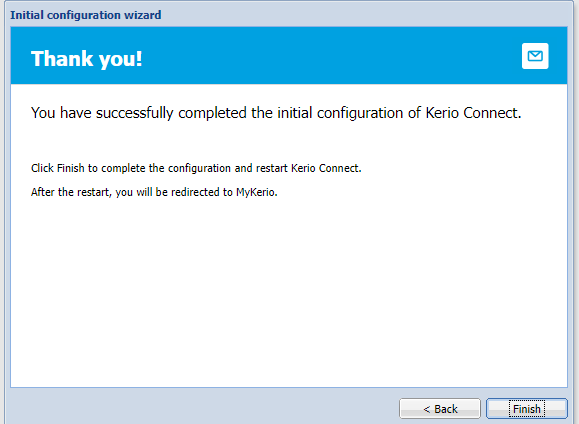 Initial configuration wizard
Thank you!
You have successfully completed the initial configuration of Kerio Connect.
Click Finish to complete the configuration and restart Kerio Connect.
After the restart, you will be redirected to MyKerio.
< Back
Finish